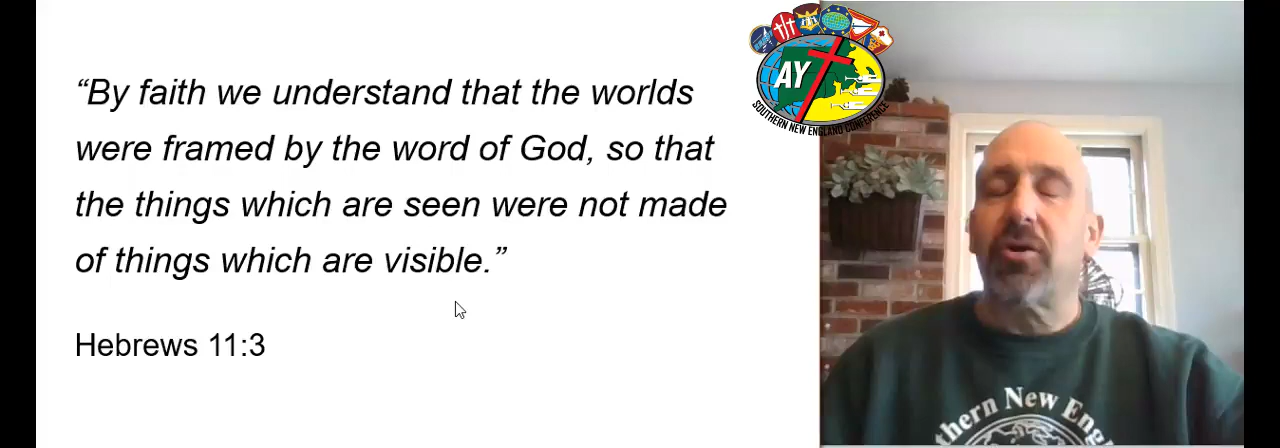 “By faith we understand that the worlds
were framed by the word of God, so that
the things which are seen were not made
of things which are visible.”
Hebrews 11:3
AY
SOUTHERN NEW ENGLAND CONFERENCE
thern New Eng